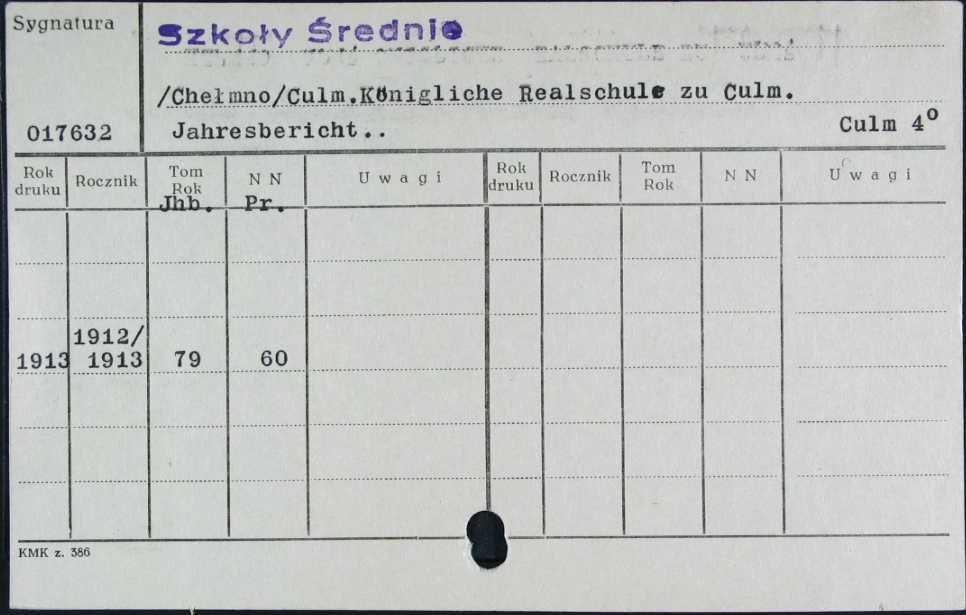 Sygnatura
Szkoły Średnie
/Chełmno/Culm.Königliche Realschule zu Culm.
017632 Jahresbericht.. Culm 4º
Rok druku Rocznik Tom Rok N N U w a g i Rok druku Rocznik Tom Rok N N U w a g i
Jhb. Pr.
1912/
1913 1913 79 60
KMK z. 386